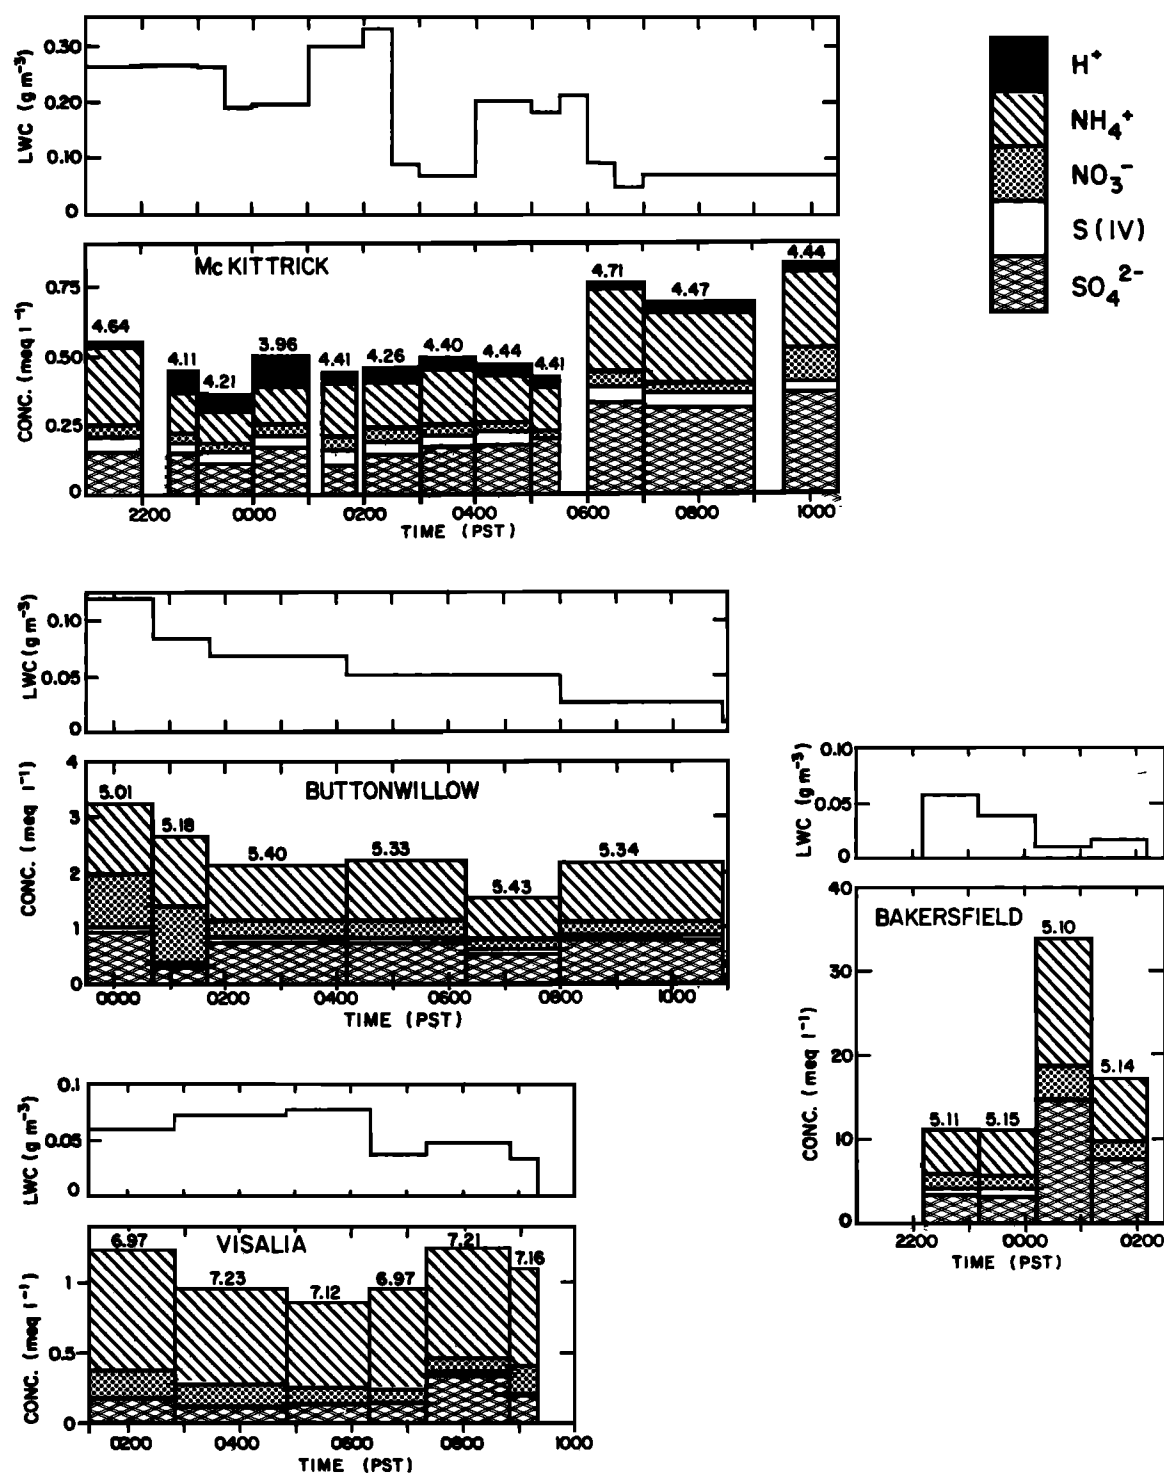 0.30
0.20
0.10
0
LWC (g m⁻³)
H⁺
NH₄⁺
NO₃⁻
S(IV)
SO₄²⁻
McKITTRICK
0.75
0.50
0.25
0
CONC. (meq l⁻¹)
4.64
4.11
4.21
3.96
4.41
4.26
4.40
4.44
4.41
4.71
4.47
4.44
2200 0000 0200 0400 0600 0800 1000
TIME (PST)
0.10
0.05
0
LWC (g m⁻³)
BUTTONWILLOW
4
3
2
1
0
CONC. (meq l⁻¹)
5.01
5.18
5.40
5.33
5.43
5.34
0000 0200 0400 0600 0800 1000
TIME (PST)
0.10
0.05
0
LWC (g m⁻³)
BAKERSFIELD
40
30
20
10
0
CONC. (meq l⁻¹)
5.11
5.15
5.10
5.14
2200 0000 0200
TIME (PST)
0.1
0.05
0
LWC (g m⁻³)
VISALIA
1
0.5
0
CONC. (meq l⁻¹)
6.97
7.23
7.12
6.97
7.21
7.16
0200 0400 0600 0800 1000
TIME (PST)